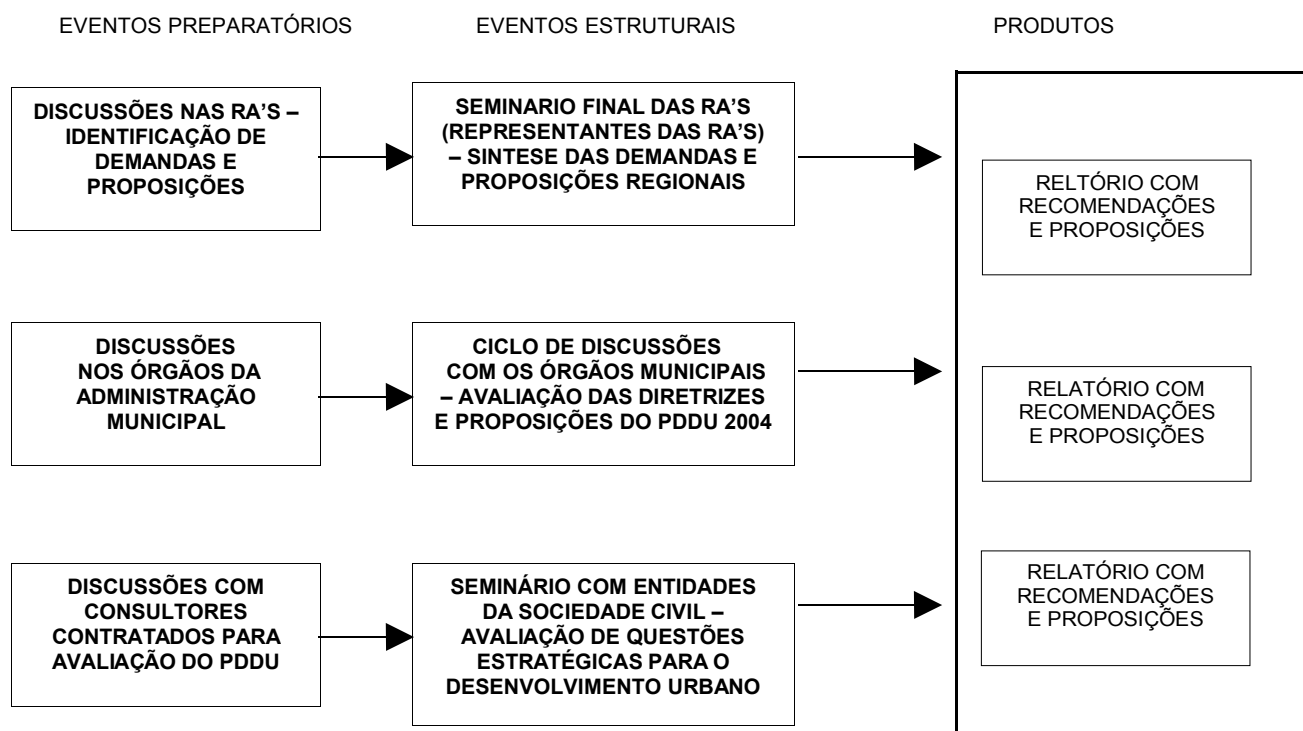 EVENTOS PREPARATÓRIOS
EVENTOS ESTRUTURAIS
PRODUTOS
DISCUSSÕES NAS RA’S –
IDENTIFICAÇÃO DE
DEMANDAS E
PROPOSIÇÕES
SEMINARIO FINAL DAS RA’S
(REPRESENTANTES DAS RA’S)
– SINTESE DAS DEMANDAS E
PROPOSIÇÕES REGIONAIS
RELTÓRIO COM
RECOMENDAÇÕES
E PROPOSIÇÕES
DISCUSSÕES
NOS ÓRGÃOS DA
ADMINISTRAÇÃO
MUNICIPAL
CICLO DE DISCUSSÕES
COM OS ÓRGÃOS MUNICIPAIS
– AVALIAÇÃO DAS DIRETRIZES
E PROPOSIÇÕES DO PDDU 2004
RELATÓRIO COM
RECOMENDAÇÕES
E PROPOSIÇÕES
DISCUSSÕES COM
CONSULTORES
CONTRATADOS PARA
AVALIAÇÃO DO PDDU
SEMINÁRIO COM ENTIDADES
DA SOCIEDADE CIVIL –
AVALIAÇÃO DE QUESTÕES
ESTRATÉGICAS PARA O
DESENVOLVIMENTO URBANO
RELATÓRIO COM
RECOMENDAÇÕES
E PROPOSIÇÕES